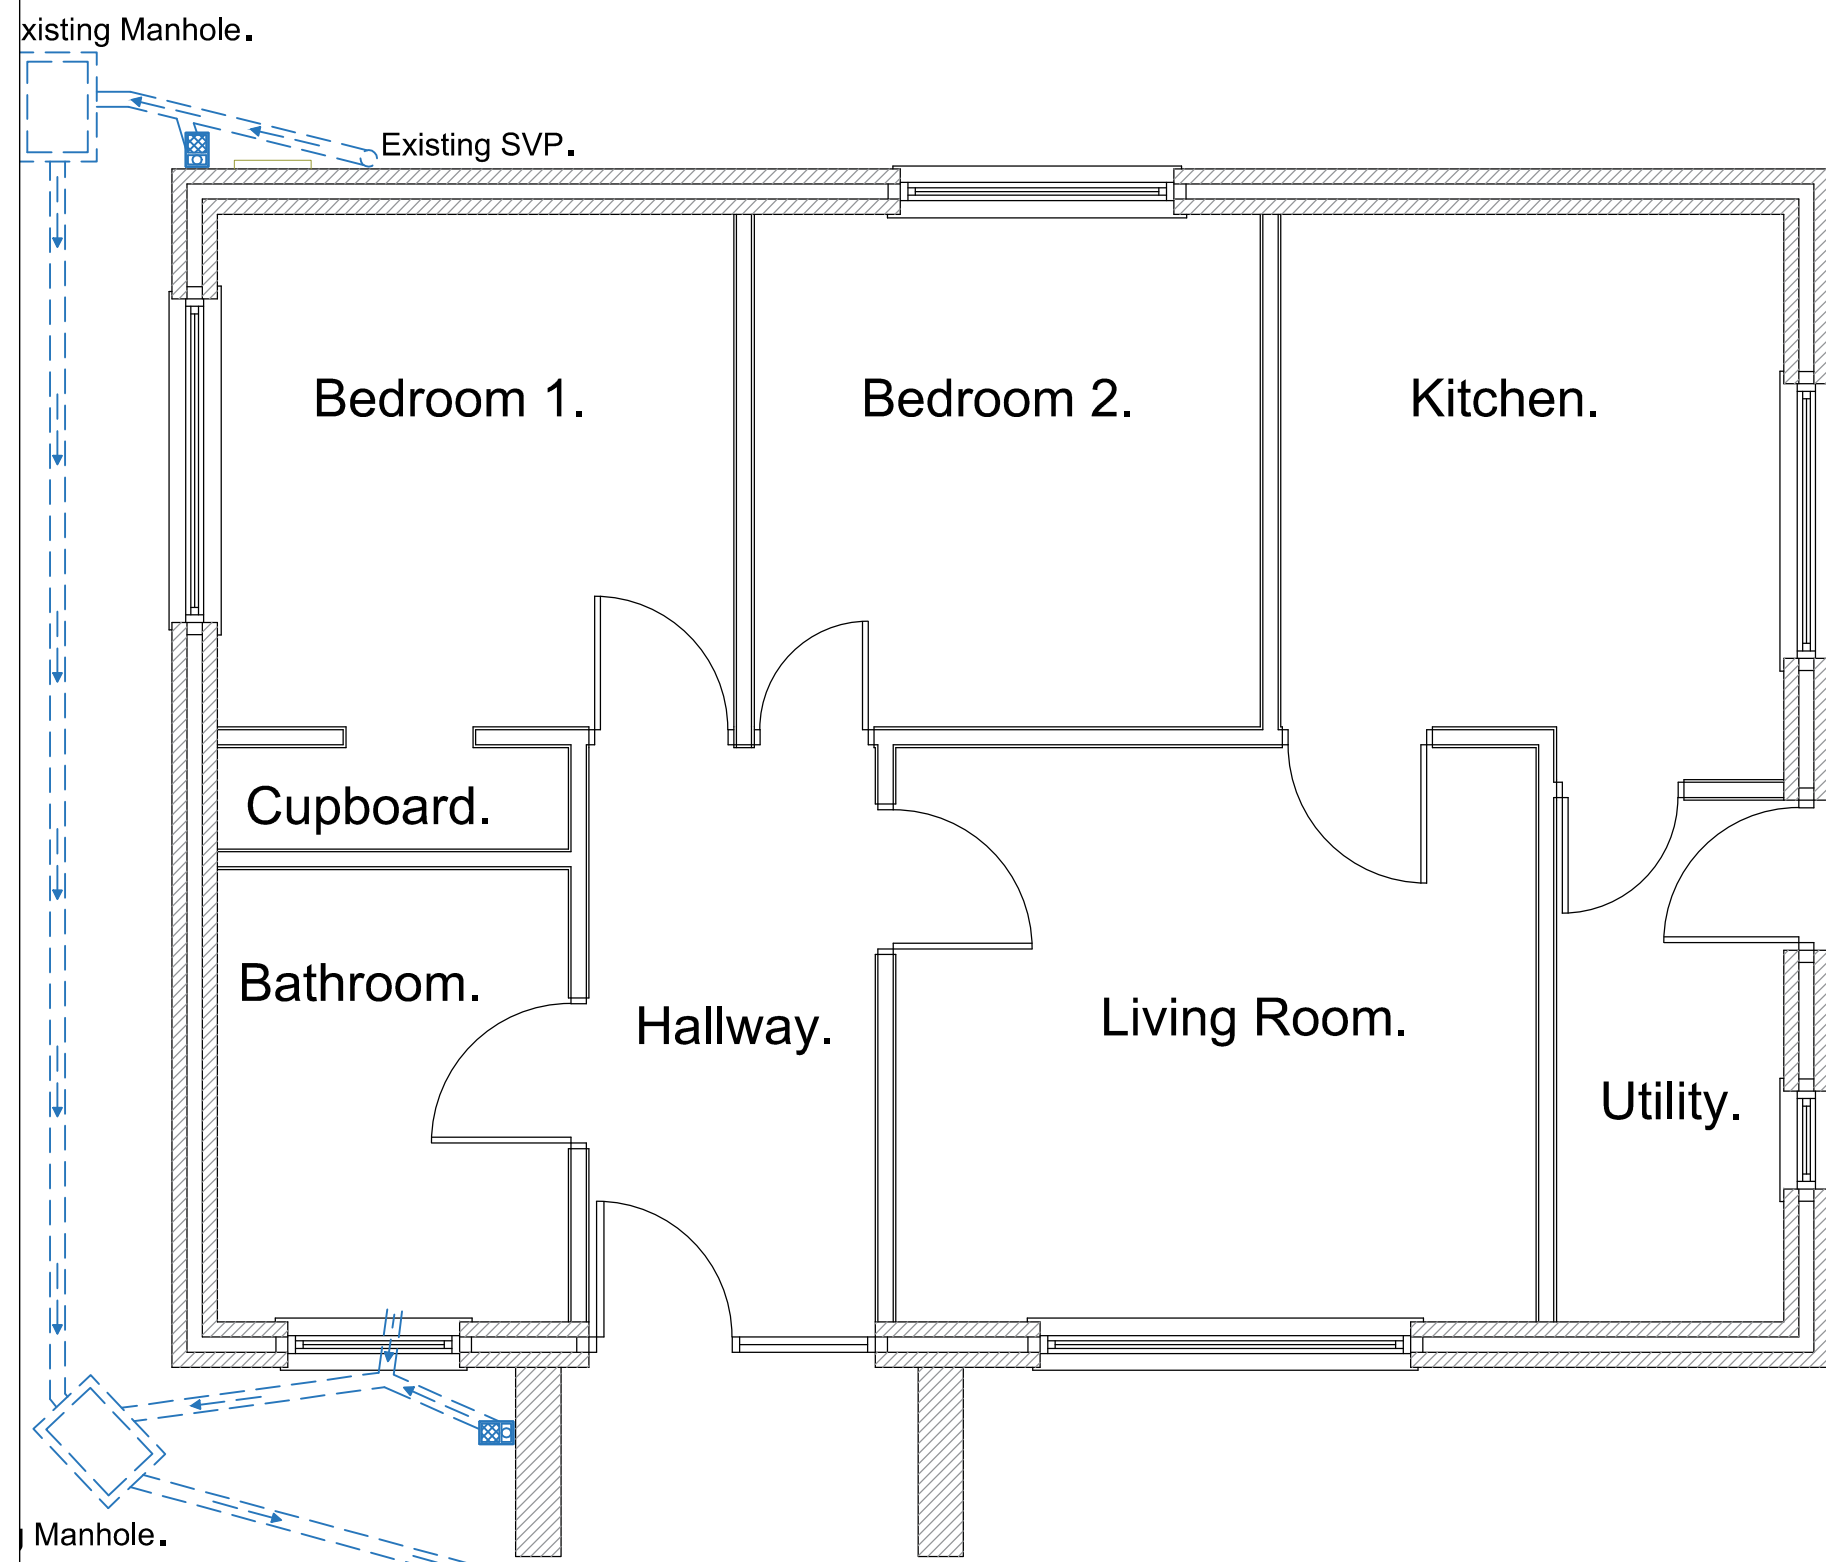 xisting Manhole.
Existing SVP.
Bedroom 1.
Bedroom 2.
Kitchen.
Cupboard.
Bathroom.
Hallway.
Living Room.
Utility.
Manhole.